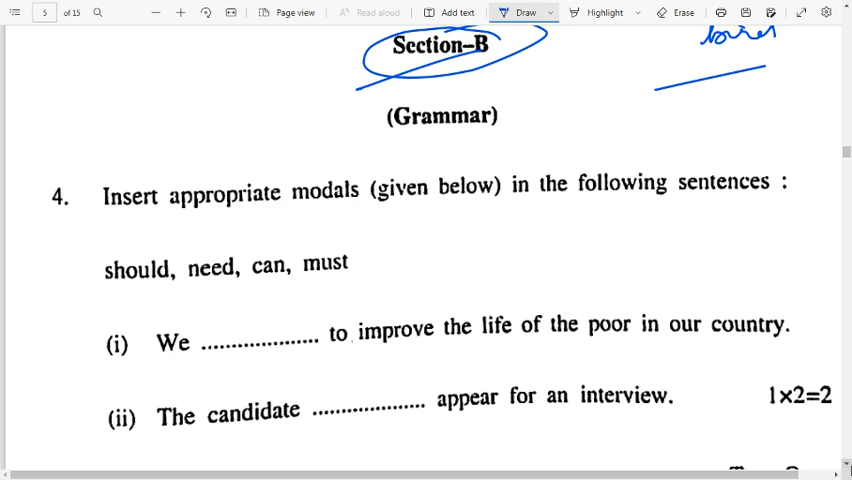 5 of 15
Page view
Read aloud
Add text
Draw
Highlight
Erase
Section–B
(Grammar)
4. Insert appropriate modals (given below) in the following sentences :
should, need, can, must
(i) We .................... to improve the life of the poor in our country.
(ii) The candidate .................... appear for an interview. 1×2=2